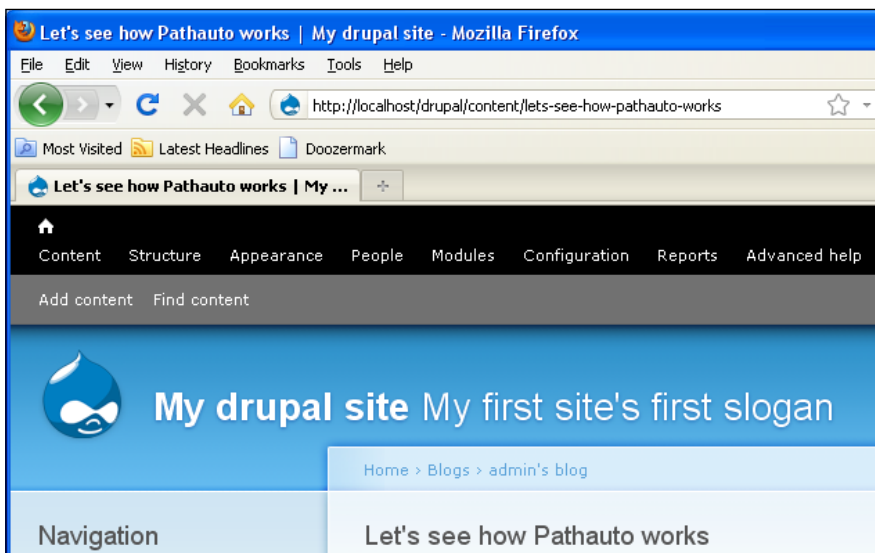 Let's see how Pathauto works | My drupal site - Mozilla Firefox
File Edit View History Bookmarks Tools Help
http://localhost/drupal/content/lets-see-how-pathauto-works
Most Visited Latest Headlines Doozermark
Let's see how Pathauto works | My ...
Content Structure Appearance People Modules Configuration Reports Advanced help
Add content Find content
My drupal site My first site's first slogan
Home › Blogs › admin's blog
Navigation
Let's see how Pathauto works